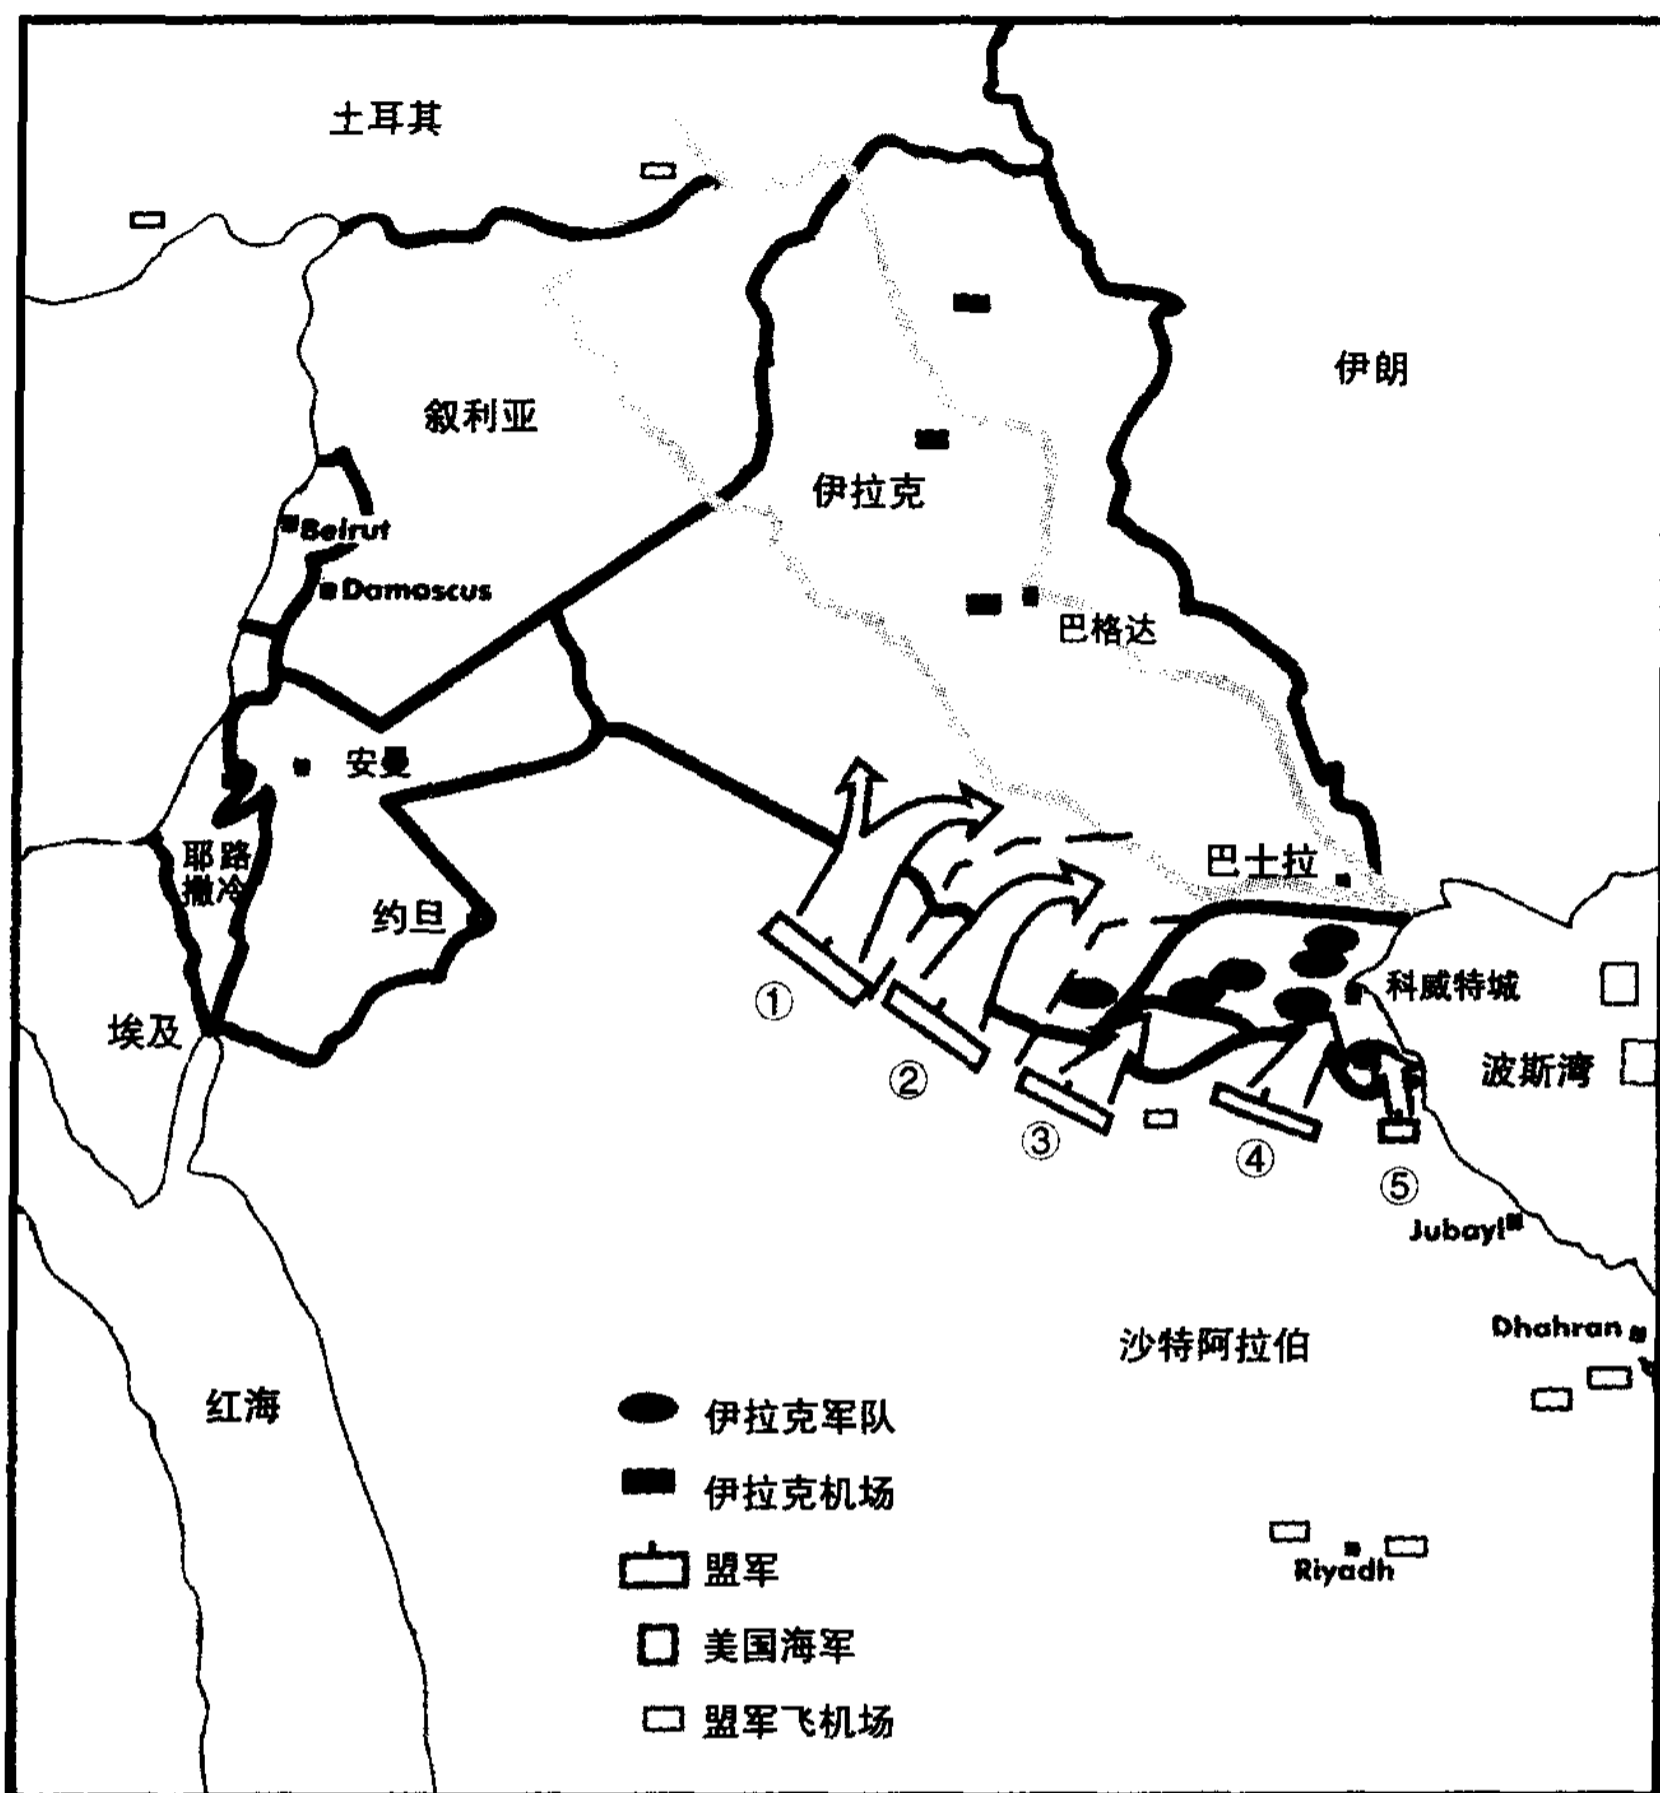 土耳其
伊朗
叙利亚
伊拉克
Beirut
Damascus
巴格达
安曼
耶路
撒冷
巴士拉
约旦
科威特城
①
埃及
②
波斯湾
③
④
⑤
Jubayl
Dhahran
沙特阿拉伯
红海
伊拉克军队
伊拉克机场
盟军
Riyadh
美国海军
盟军飞机场